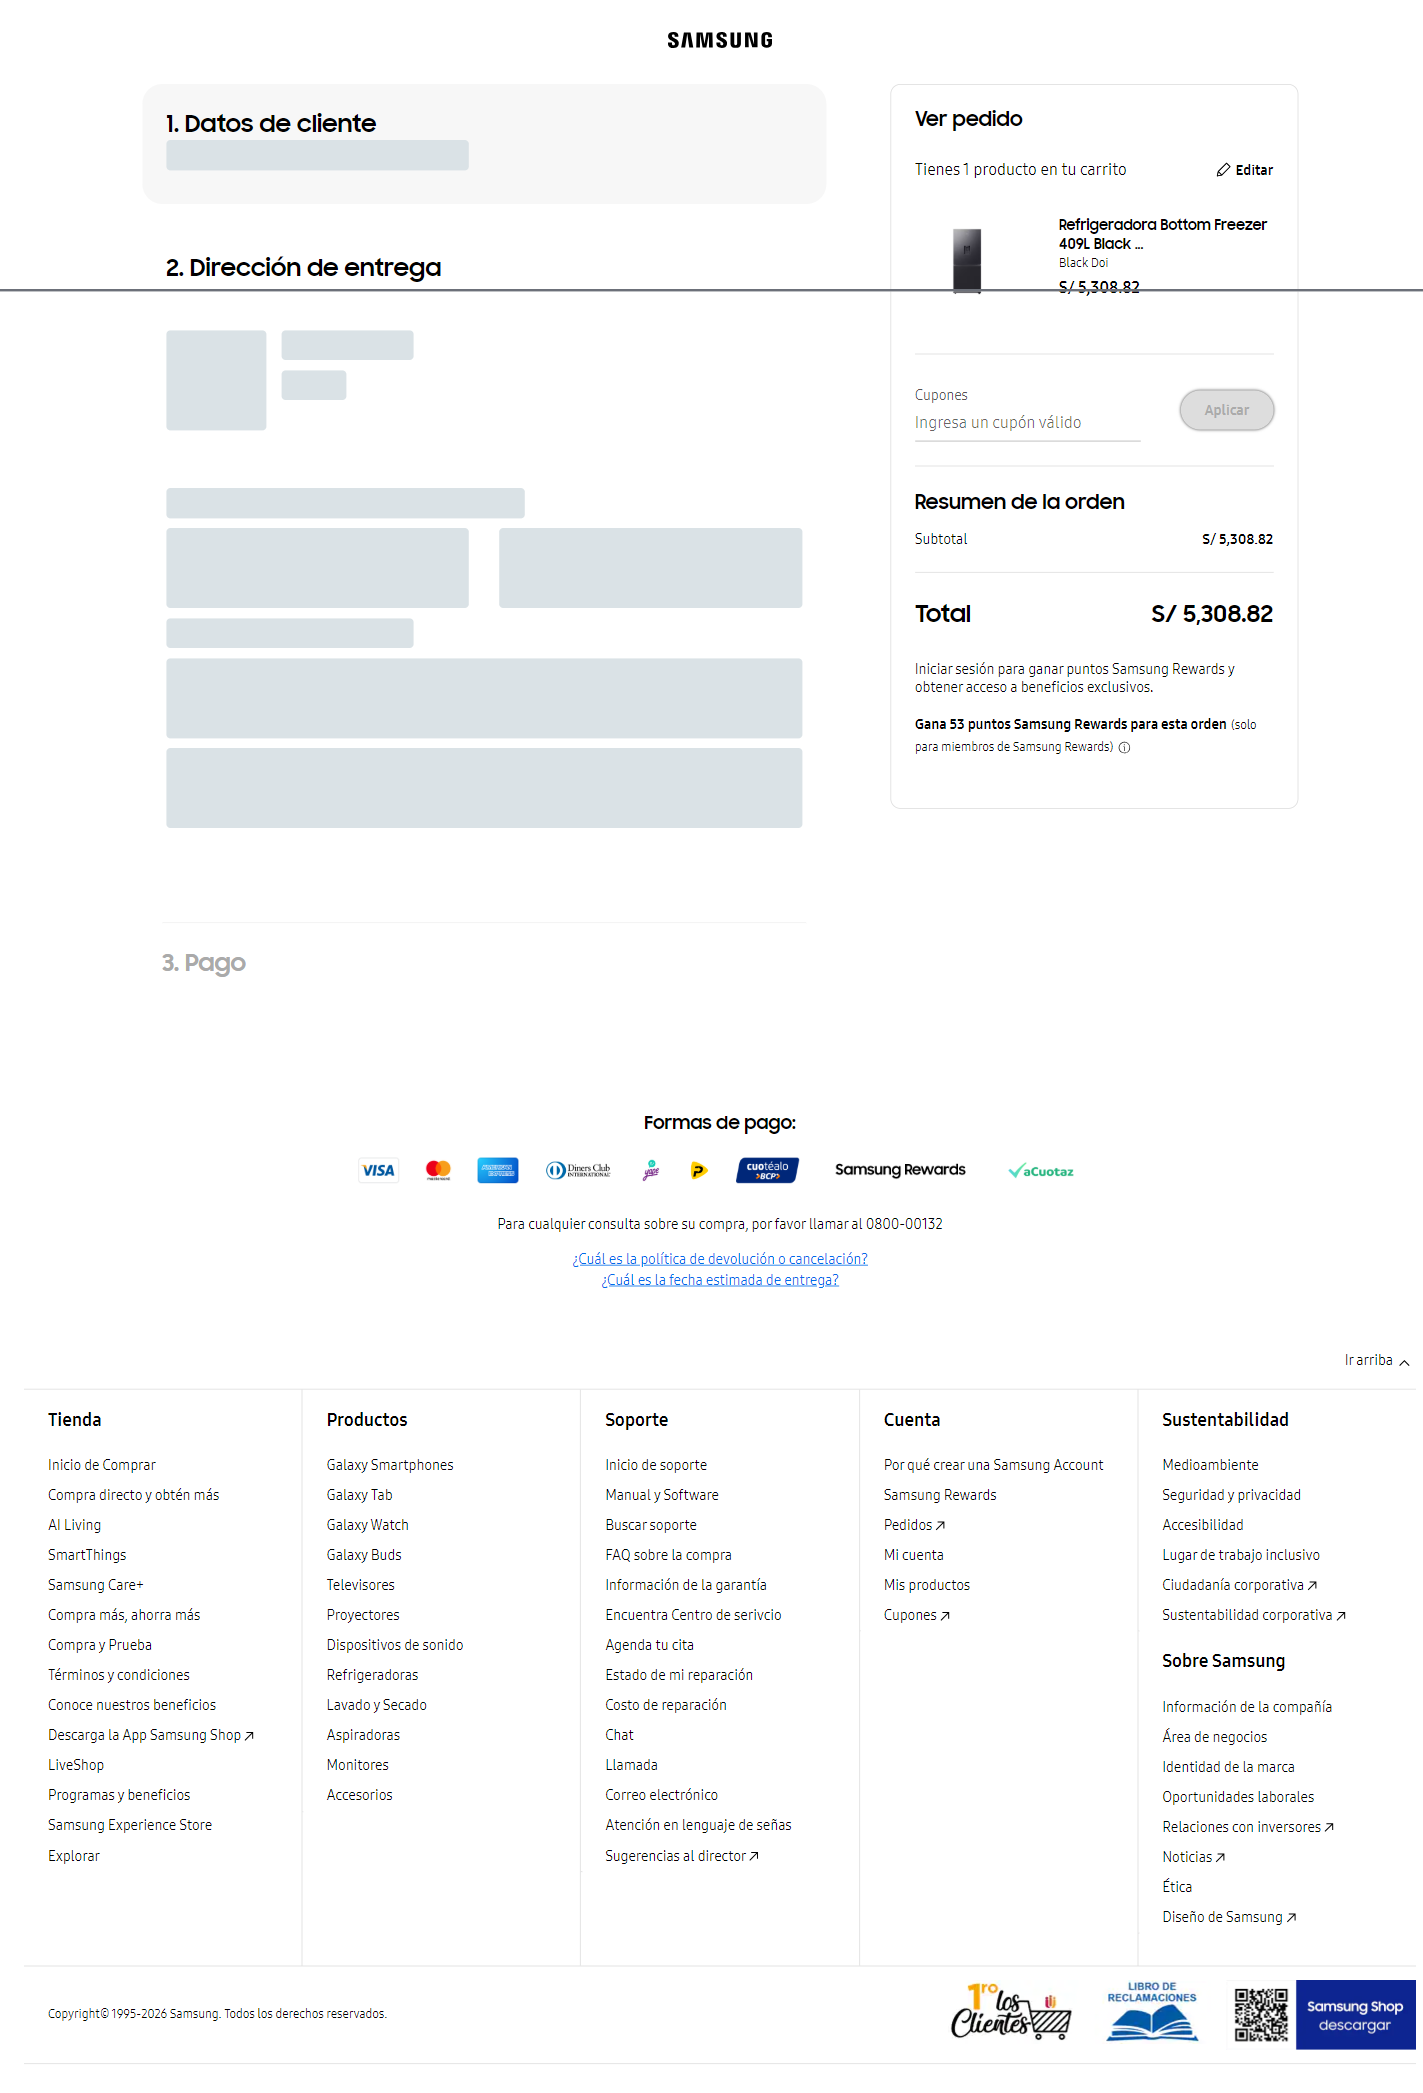 SAMSUNG
1. Datos de cliente
2. Dirección de entrega
Ver pedido
Tienes 1 producto en tu carrito
Editar
Refrigeradora Bottom Freezer
409L Black ...
Black Doi
S/ 5,308.82
Cupones
Ingresa un cupón válido
Aplicar
Resumen de la orden
Subtotal S/ 5,308.82
Total S/ 5,308.82
Iniciar sesión para ganar puntos Samsung Rewards y
obtener acceso a beneficios exclusivos.
Gana 53 puntos Samsung Rewards para esta orden (solo
para miembros de Samsung Rewards)
3. Pago
Formas de pago:
VISA
AMERICAN EXPRESS
Diners Club
INTERNATIONAL
yape
cuotéalo
BCP
Samsung Rewards
aCuotaz
Para cualquier consulta sobre su compra, por favor llamar al 0800-00132
¿Cuál es la política de devolución o cancelación?
¿Cuál es la fecha estimada de entrega?
Ir arriba
Tienda
Inicio de Comprar
Compra directo y obtén más
AI Living
SmartThings
Samsung Care+
Compra más, ahorra más
Compra y Prueba
Términos y condiciones
Conoce nuestros beneficios
Descarga la App Samsung Shop
LiveShop
Programas y beneficios
Samsung Experience Store
Explorar
Productos
Galaxy Smartphones
Galaxy Tab
Galaxy Watch
Galaxy Buds
Televisores
Proyectores
Dispositivos de sonido
Refrigeradoras
Lavado y Secado
Aspiradoras
Monitores
Accesorios
Soporte
Inicio de soporte
Manual y Software
Buscar soporte
FAQ sobre la compra
Información de la garantía
Encuentra Centro de serivcio
Agenda tu cita
Estado de mi reparación
Costo de reparación
Chat
Llamada
Correo electrónico
Atención en lenguaje de señas
Sugerencias al director
Cuenta
Por qué crear una Samsung Account
Samsung Rewards
Pedidos
Mi cuenta
Mis productos
Cupones
Sustentabilidad
Medioambiente
Seguridad y privacidad
Accesibilidad
Lugar de trabajo inclusivo
Ciudadanía corporativa
Sustentabilidad corporativa
Sobre Samsung
Información de la compañía
Área de negocios
Identidad de la marca
Oportunidades laborales
Relaciones con inversores
Noticias
Ética
Diseño de Samsung
Copyright© 1995-2026 Samsung. Todos los derechos reservados.
1ro
los
Clientes
LIBRO DE
RECLAMACIONES
Samsung Shop
descargar